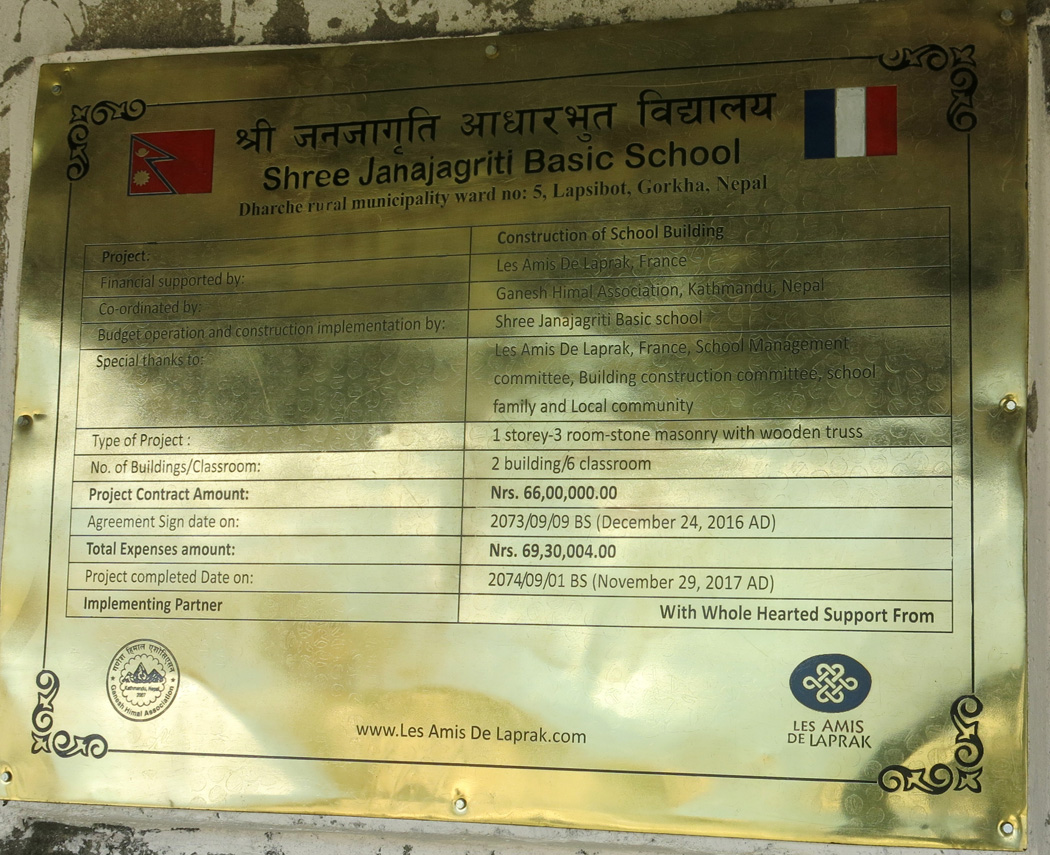 श्री जनजागृति आधारभुत विद्यालय
Shree Janajagriti Basic School
Dharche rural municipality ward no: 5, Lapsibot, Gorkha, Nepal
Project: Construction of School Building
Financial supported by: Les Amis De Laprak, France
Co-ordinated by: Ganesh Himal Association, Kathmandu, Nepal
Budget operation and construction implementation by: Shree Janajagriti Basic school
Special thanks to: Les Amis De Laprak, France, School Management
committee, Building construction committee, school
family and Local community
Type of Project : 1 storey-3 room-stone masonry with wooden truss
No. of Buildings/Classroom: 2 building/6 classroom
Project Contract Amount: Nrs. 66,00,000.00
Agreement Sign date on: 2073/09/09 BS (December 24, 2016 AD)
Total Expenses amount: Nrs. 69,30,004.00
Project completed Date on: 2074/09/01 BS (November 29, 2017 AD)
Implementing Partner With Whole Hearted Support From
गणेश हिमाल एसोसिएसन
Kathmandu, Nepal
2007
Ganesh Himal Association
www.Les Amis De Laprak.com
LES AMIS
DE LAPRAK